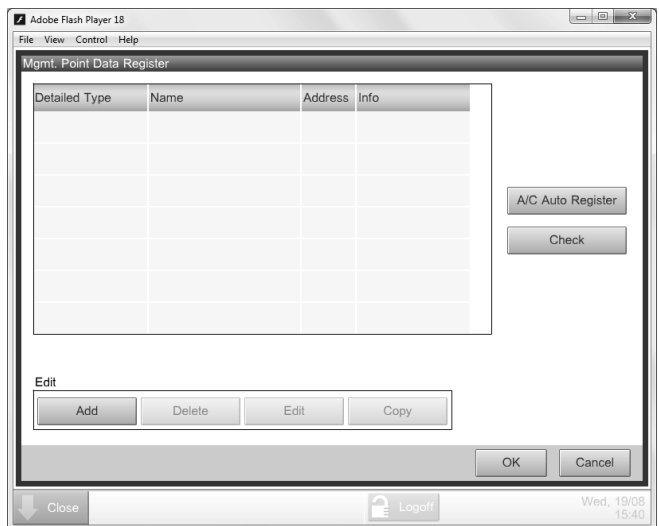 Adobe Flash Player 18
File View Control Help
Mgmt. Point Data Register
Detailed Type Name Address Info
A/C Auto Register
Check
Edit
Add Delete Edit Copy
OK Cancel
Close Logoff Wed, 19/08
15:40